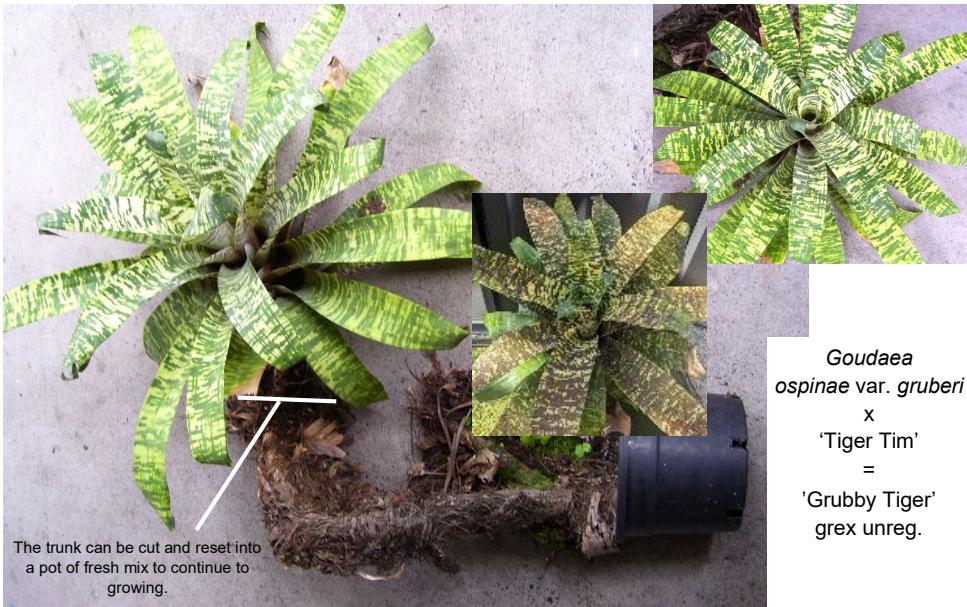 Goudaea
ospinae var. gruberi
x
‘Tiger Tim’
=
’Grubby Tiger’
grex unreg.
The trunk can be cut and reset into
a pot of fresh mix to continue to
growing.